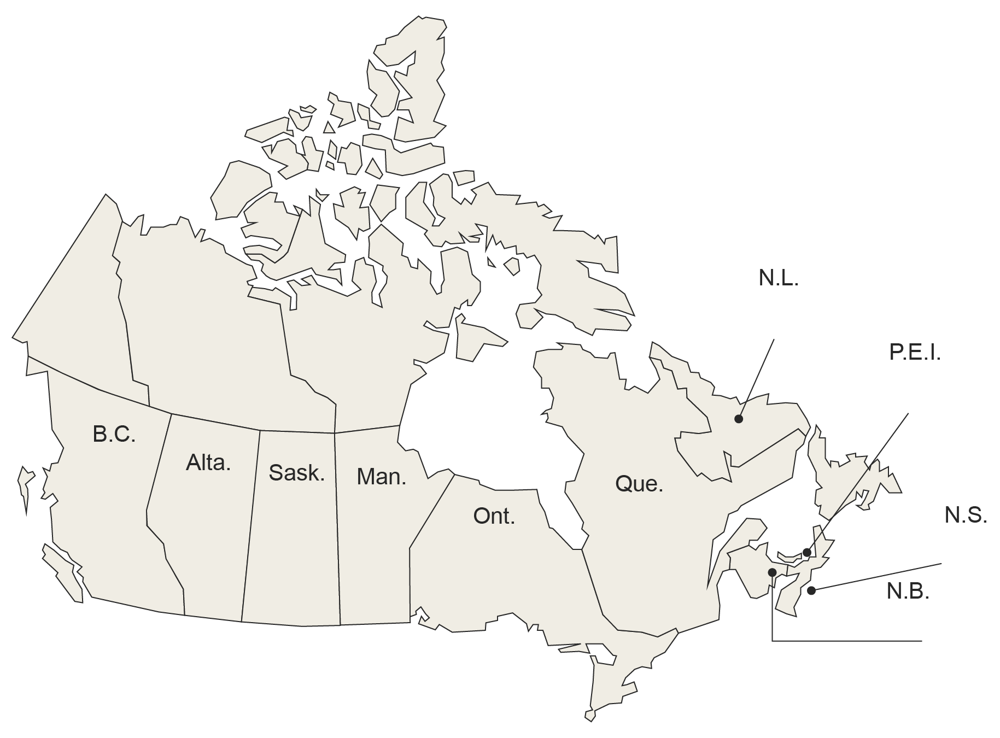 N.L.
P.E.I.
B.C.
Alta.
Sask.
Man.
Que.
Ont.
N.S.
N.B.